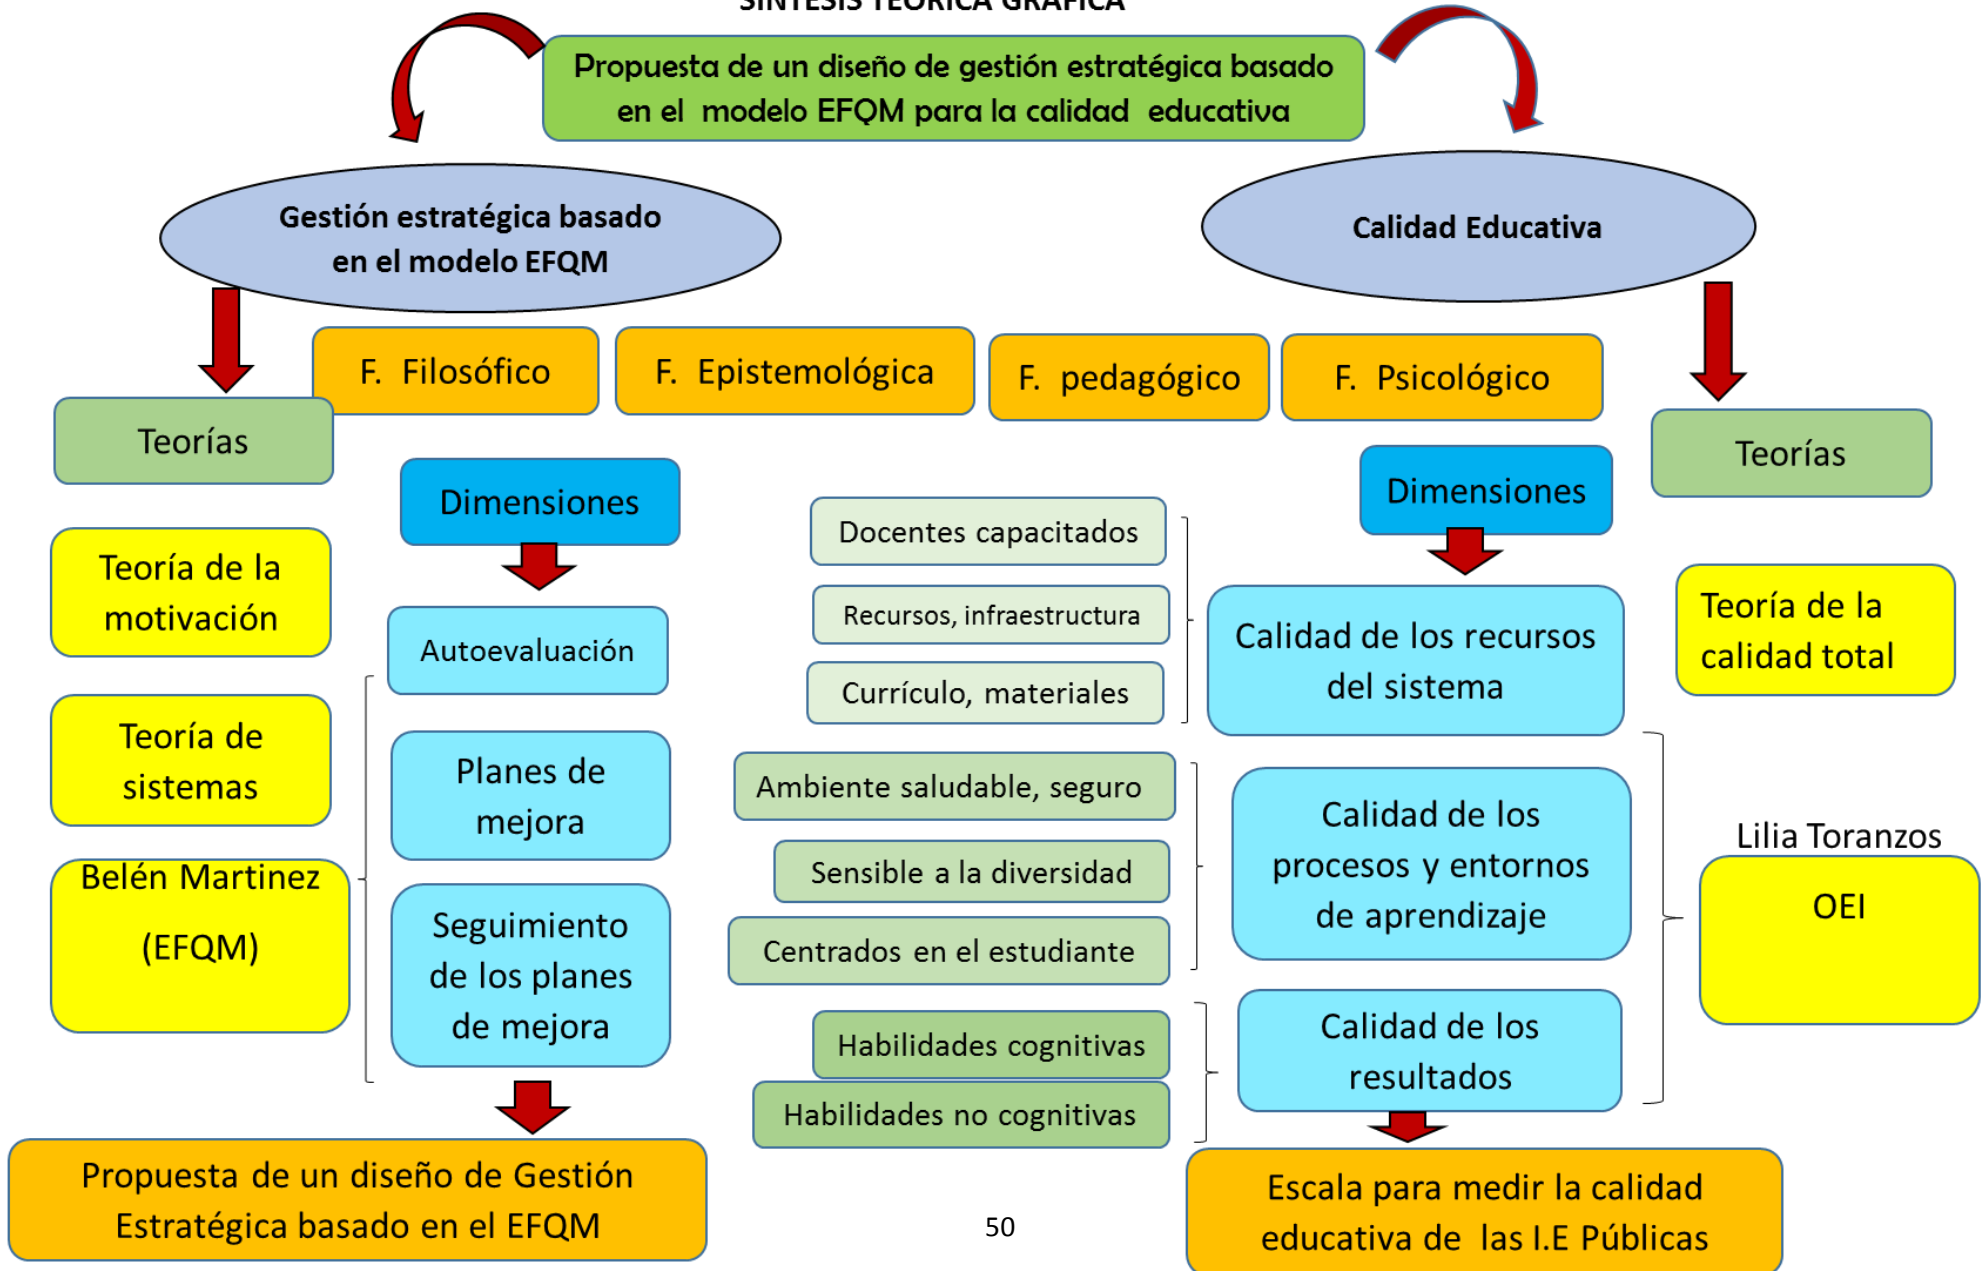 SINTESIS TEORICA GRAFICA
Propuesta de un diseño de gestión estratégica basado
en el modelo EFQM para la calidad educativa
Gestión estratégica basado
en el modelo EFQM
Calidad Educativa
F. Filosófico
F. Epistemológica
F. pedagógico
F. Psicológico
Teorías
Teoría de la
motivación
Teoría de
sistemas
Belén Martinez
(EFQM)
Dimensiones
Autoevaluación
Planes de
mejora
Seguimiento
de los planes
de mejora
Propuesta de un diseño de Gestión
Estratégica basado en el EFQM
Docentes capacitados
Recursos, infraestructura
Currículo, materiales
Ambiente saludable, seguro
Sensible a la diversidad
Centrados en el estudiante
Habilidades cognitivas
Habilidades no cognitivas
Dimensiones
Calidad de los recursos
del sistema
Calidad de los
procesos y entornos
de aprendizaje
Calidad de los
resultados
Escala para medir la calidad
educativa de las I.E Públicas
Teorías
Teoría de la
calidad total
Lilia Toranzos
OEI
50